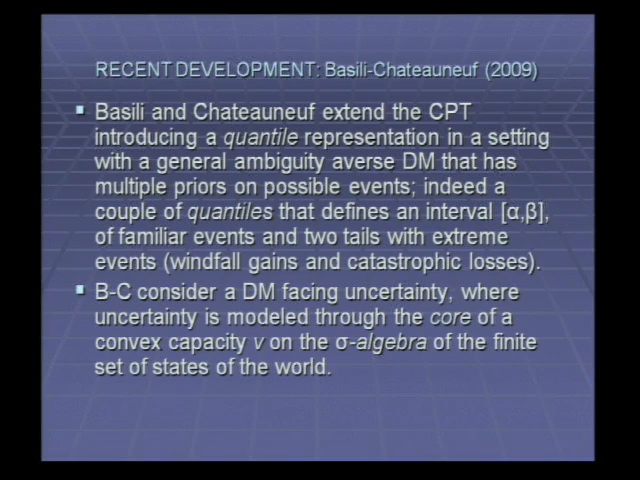 RECENT DEVELOPMENT: Basili-Chateauneuf (2009)
Basili and Chateauneuf extend the CPT
introducing a quantile representation in a setting
with a general ambiguity averse DM that has
multiple priors on possible events; indeed a
couple of quantiles that defines an interval [α,β],
of familiar events and two tails with extreme
events (windfall gains and catastrophic losses).
B-C consider a DM facing uncertainty, where
uncertainty is modeled through the core of a
convex capacity v on the σ-algebra of the finite
set of states of the world.